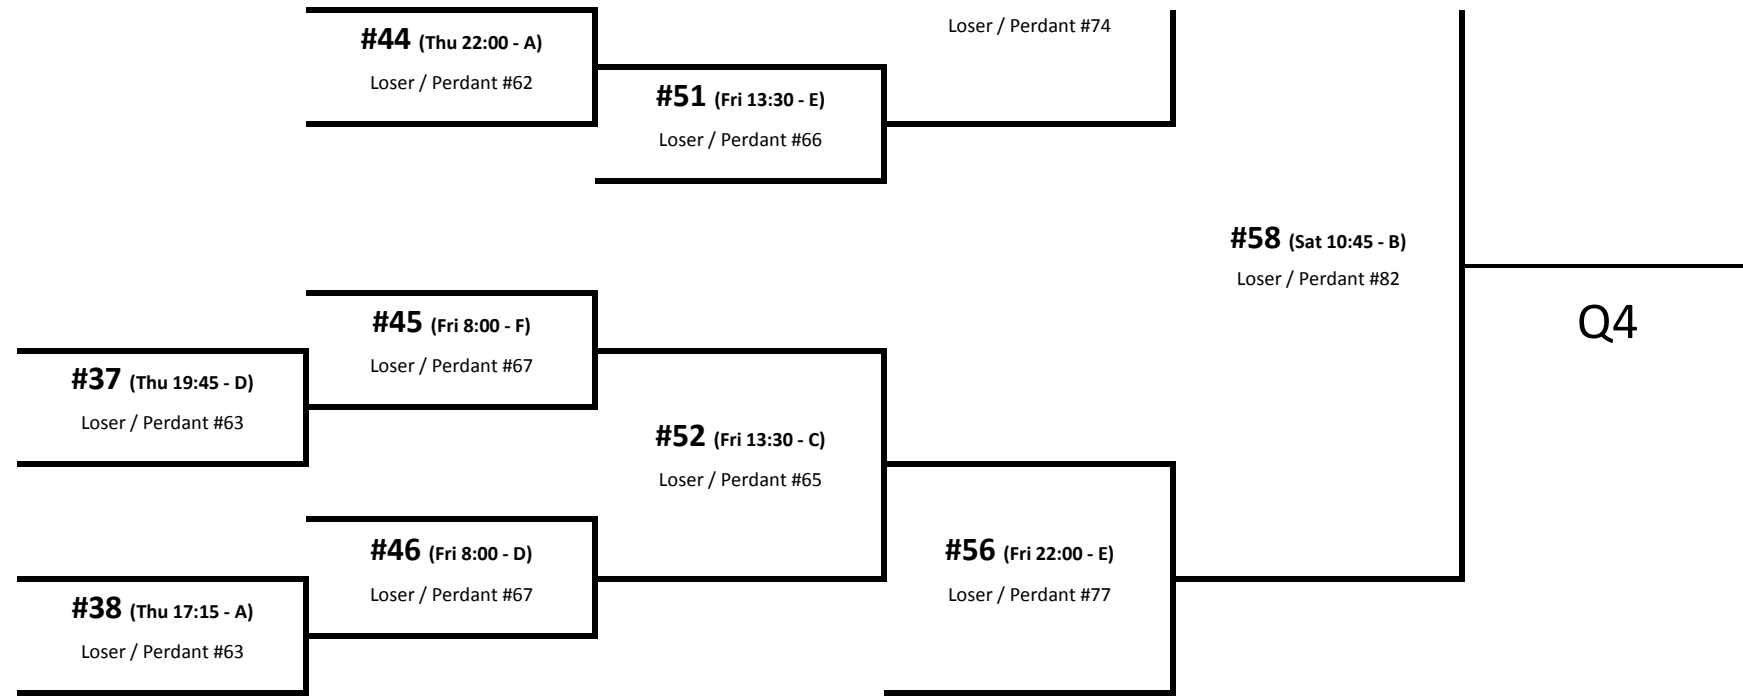 Loser / Perdant #74
#44 (Thu 22:00 - A)
Loser / Perdant #62
#51 (Fri 13:30 - E)
Loser / Perdant #66
#58 (Sat 10:45 - B)
Loser / Perdant #82
Q4
#45 (Fri 8:00 - F)
Loser / Perdant #67
#37 (Thu 19:45 - D)
Loser / Perdant #63
#52 (Fri 13:30 - C)
Loser / Perdant #65
#46 (Fri 8:00 - D)
Loser / Perdant #67
#56 (Fri 22:00 - E)
Loser / Perdant #77
#38 (Thu 17:15 - A)
Loser / Perdant #63